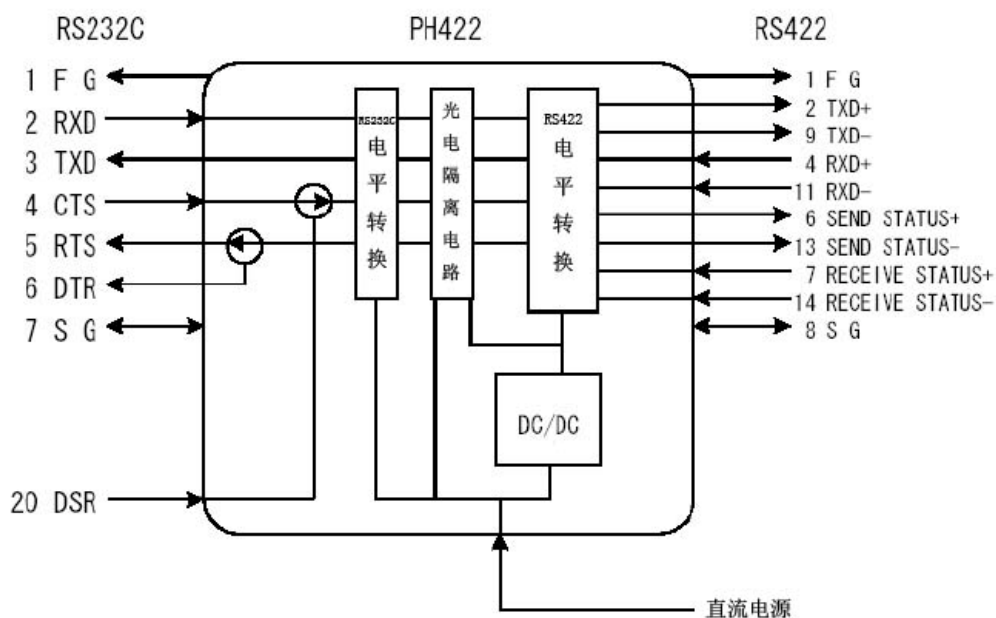 RS232C
PH422
RS422
1 F G
2 RXD
3 TXD
4 CTS
5 RTS
6 DTR
7 S G
20 DSR
RS232C
电平转换
光电隔离电路
RS422
电平转换
DC/DC
1 F G
2 TXD+
9 TXD-
4 RXD+
11 RXD-
6 SEND STATUS+
13 SEND STATUS-
7 RECEIVE STATUS+
14 RECEIVE STATUS-
8 S G
直流电源